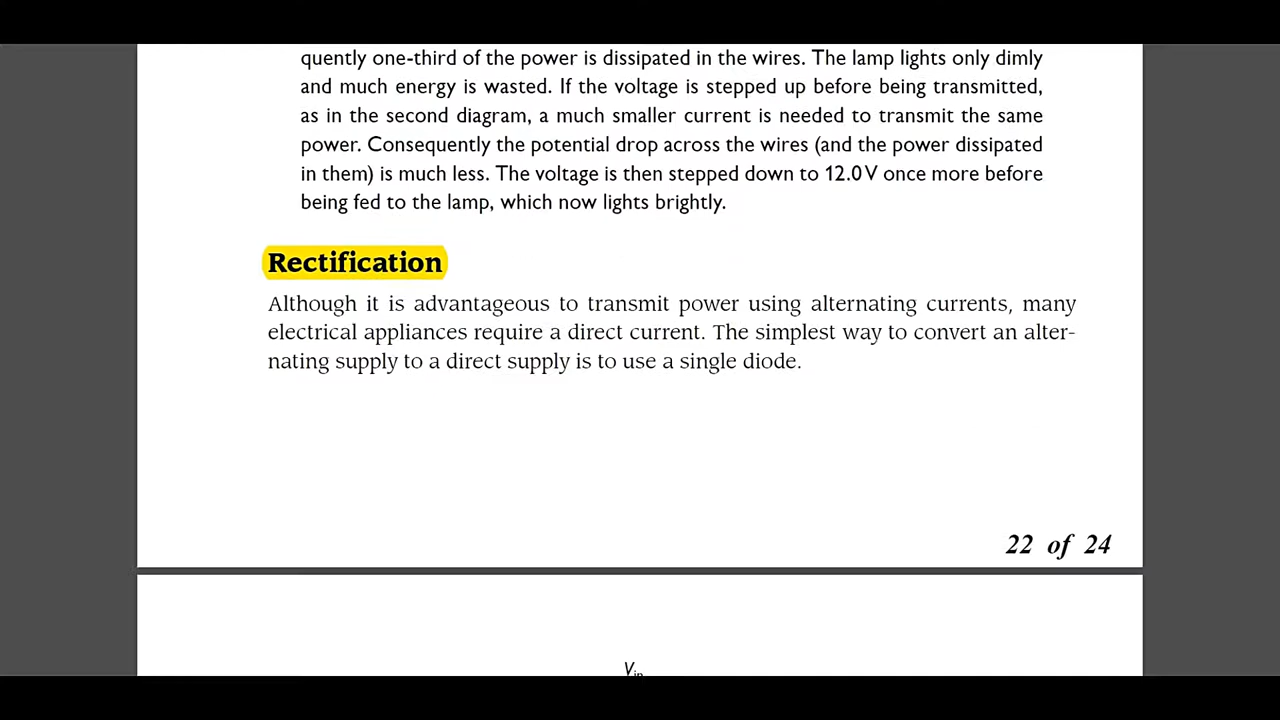 quently one-third of the power is dissipated in the wires. The lamp lights only dimly
and much energy is wasted. If the voltage is stepped up before being transmitted,
as in the second diagram, a much smaller current is needed to transmit the same
power. Consequently the potential drop across the wires (and the power dissipated
in them) is much less. The voltage is then stepped down to 12.0 V once more before
being fed to the lamp, which now lights brightly.
Rectification
Although it is advantageous to transmit power using alternating currents, many
electrical appliances require a direct current. The simplest way to convert an alter-
nating supply to a direct supply is to use a single diode.
22 of 24
Vin